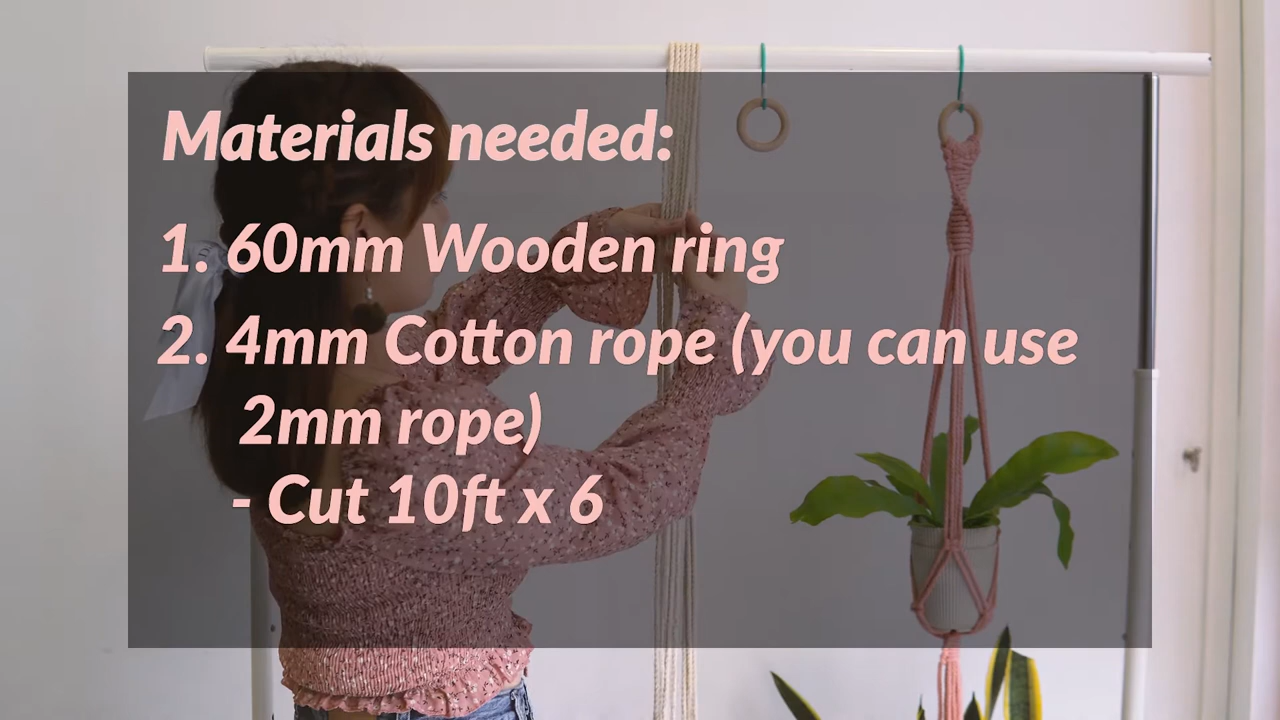 Materials needed:
1. 60mm Wooden ring
2. 4mm Cotton rope (you can use
2mm rope)
- Cut 10ft x 6